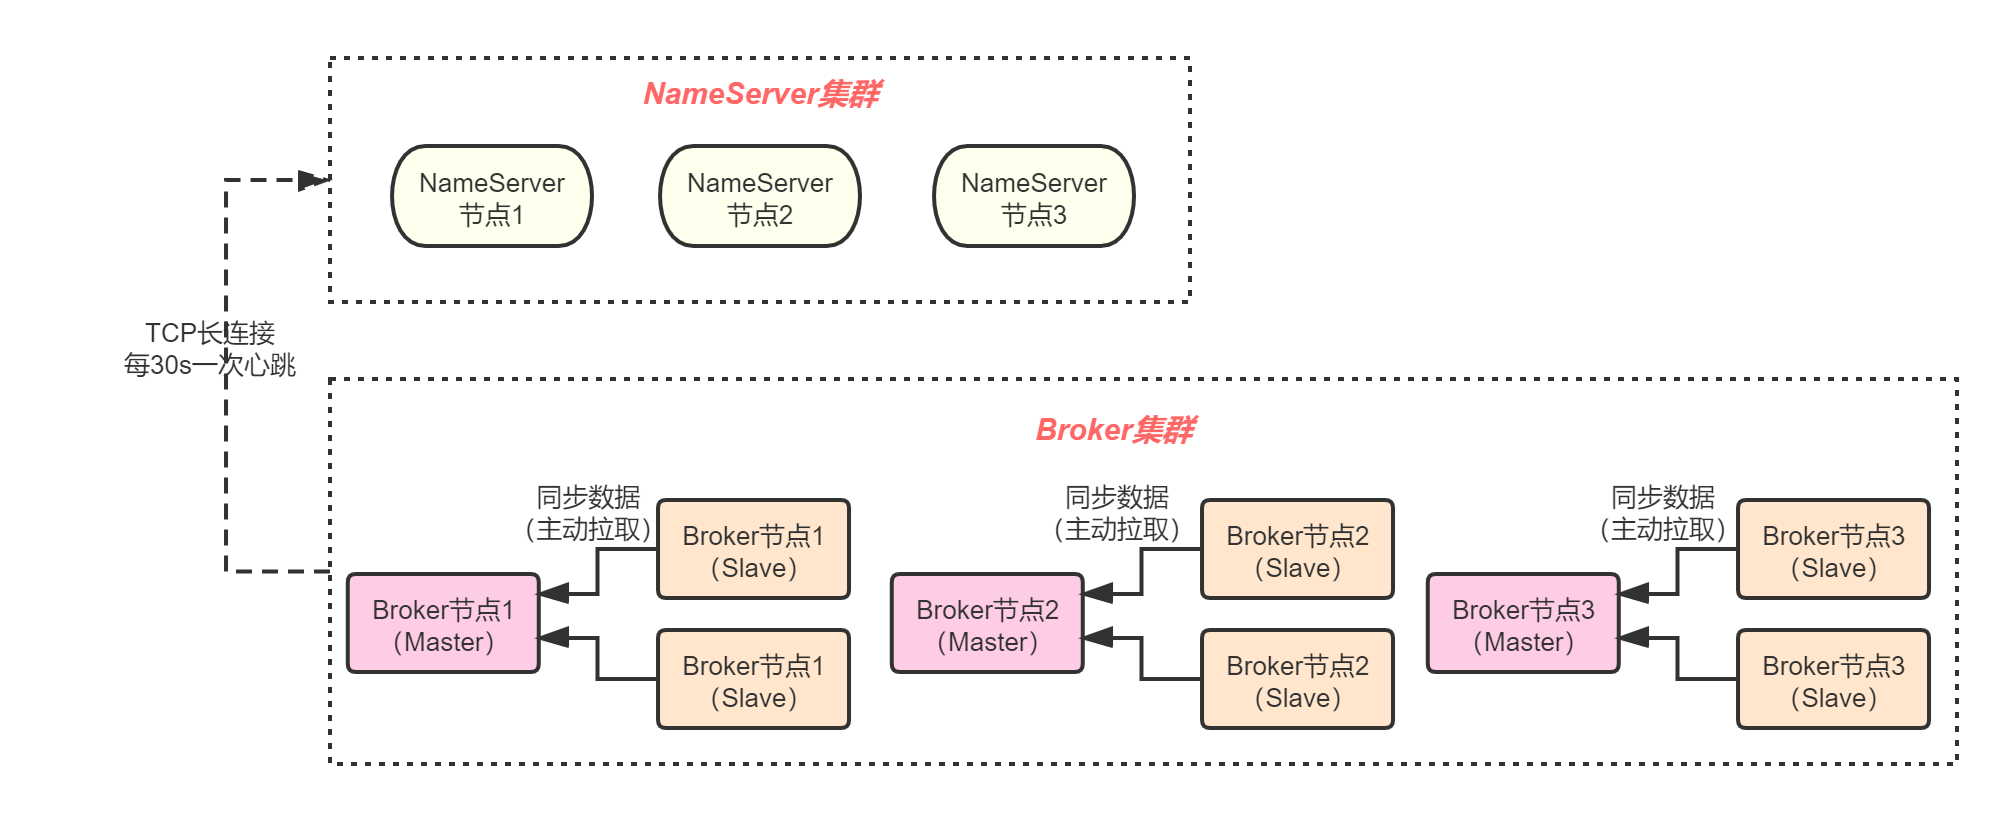 NameServer集群
NameServer
节点1
NameServer
节点2
NameServer
节点3
TCP长连接
每30s一次心跳
Broker集群
同步数据
（主动拉取）
Broker节点1
（Slave）
Broker节点1
（Master）
Broker节点1
（Slave）
同步数据
（主动拉取）
Broker节点2
（Slave）
Broker节点2
（Master）
Broker节点2
（Slave）
同步数据
（主动拉取）
Broker节点3
（Slave）
Broker节点3
（Master）
Broker节点3
（Slave）